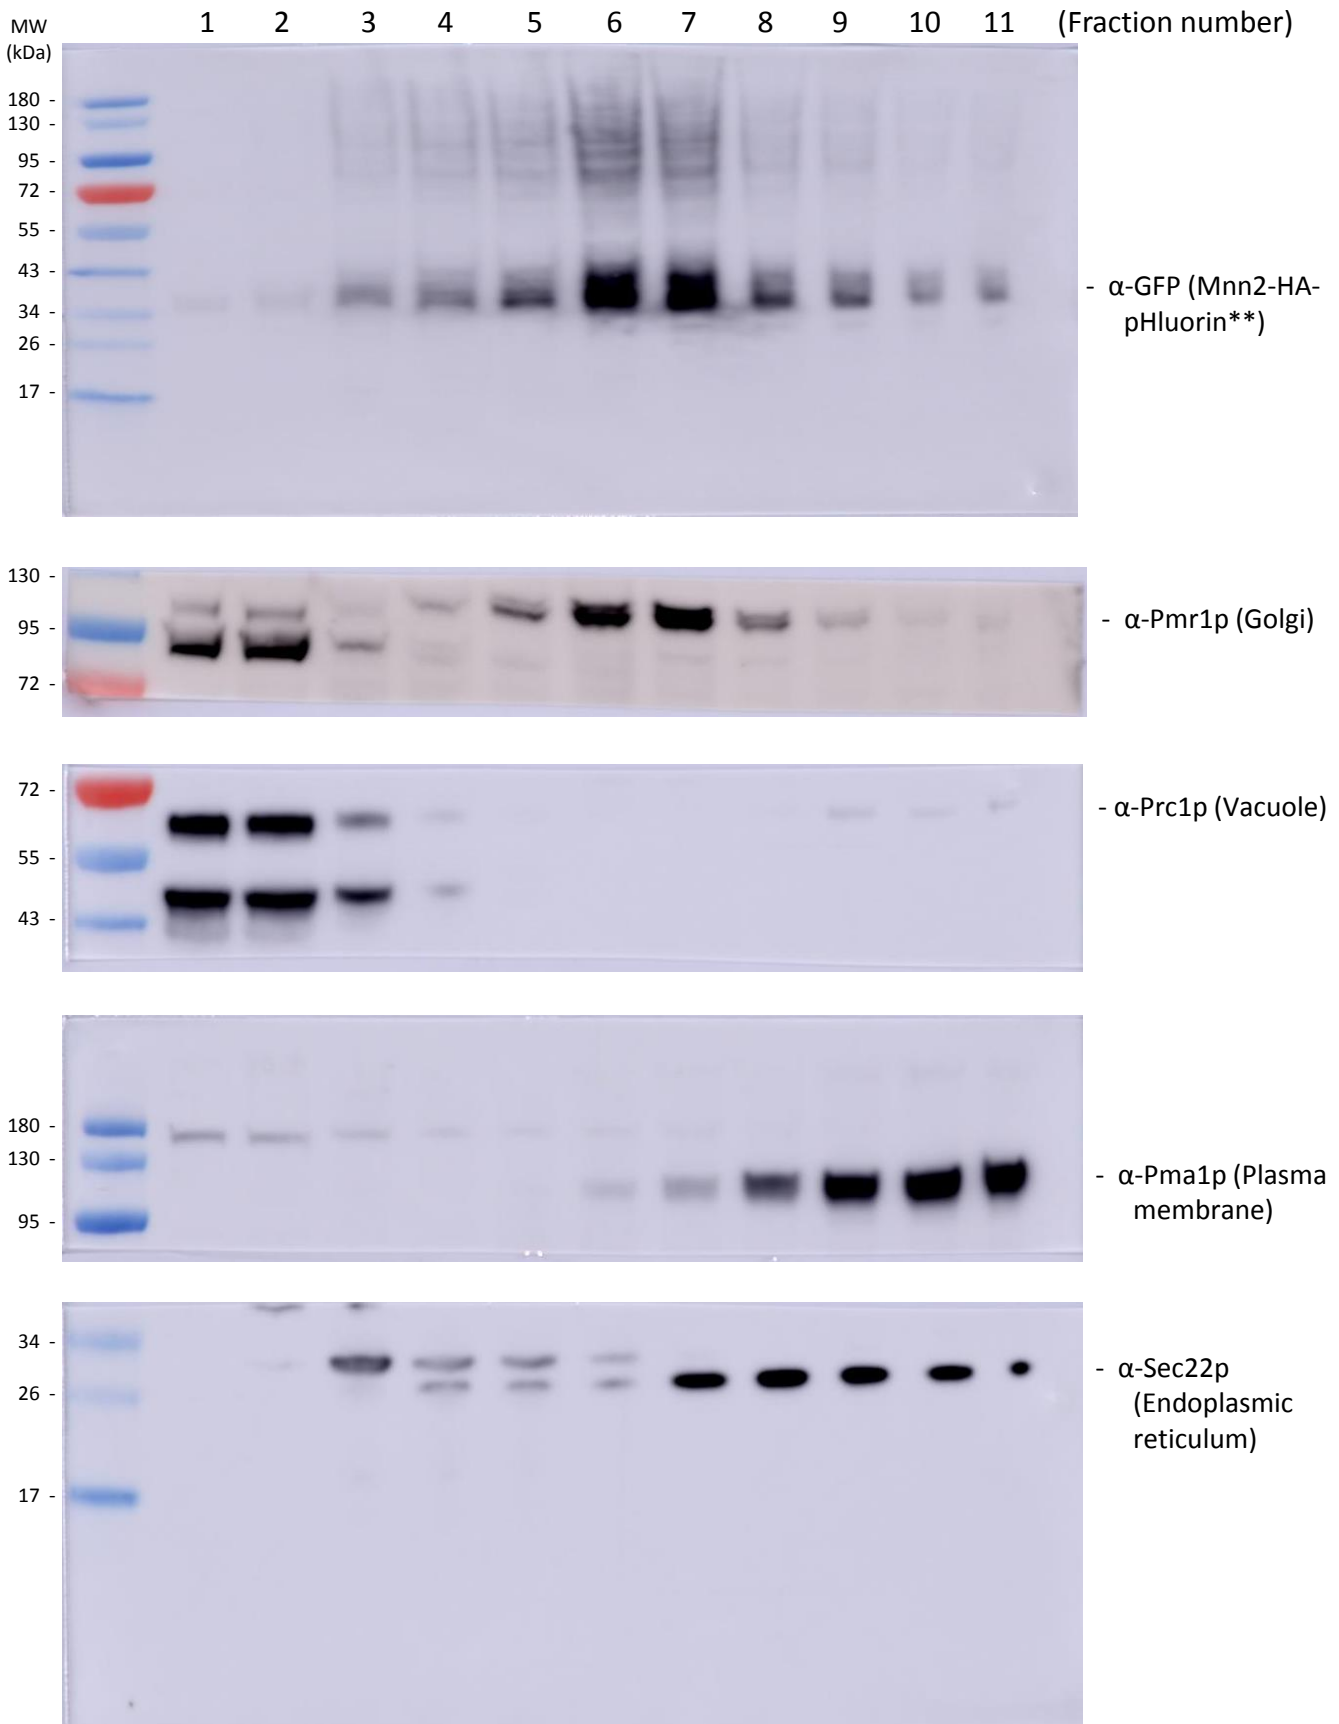 MW
(kDa)
1 2 3 4 5 6 7 8 9 10 11 (Fraction number)
180 -
130 -
95 -
72 -
55 -
43 -
34 -
26 -
17 -
- α-GFP (Mnn2-HA-
pHluorin**)
130 -
95 -
72 -
- α-Pmr1p (Golgi)
72 -
55 -
43 -
- α-Prc1p (Vacuole)
180 -
130 -
95 -
- α-Pma1p (Plasma
membrane)
34 -
26 -
17 -
- α-Sec22p
(Endoplasmic
reticulum)